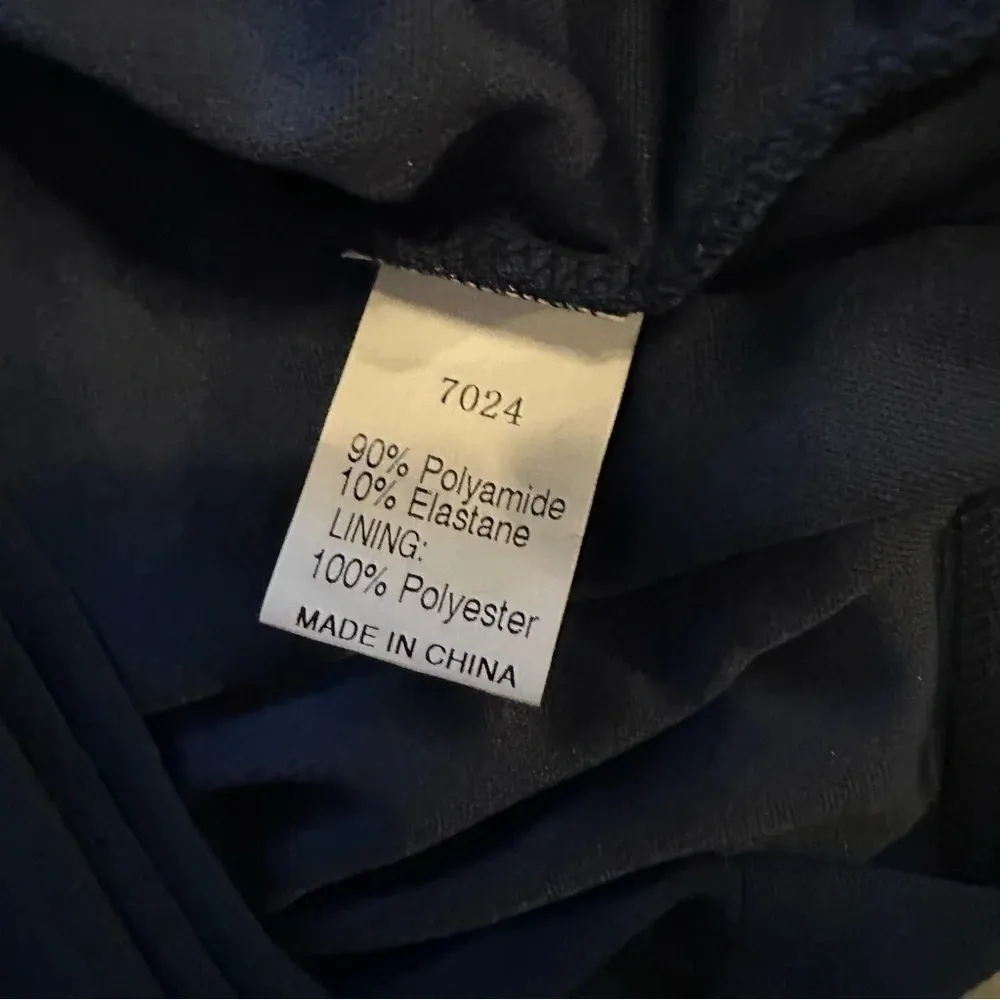 7024
90% Polyamide
10% Elastane
LINING:
100% Polyester
MADE IN CHINA